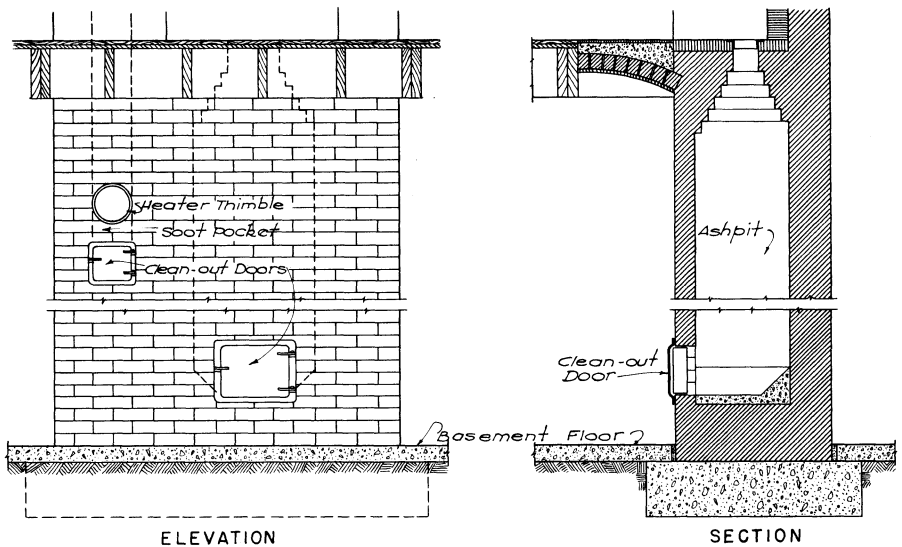 Heater Thimble
Soot Pocket
Clean-out Doors
Ashpit
Clean-out
Door
Basement Floor
ELEVATION
SECTION